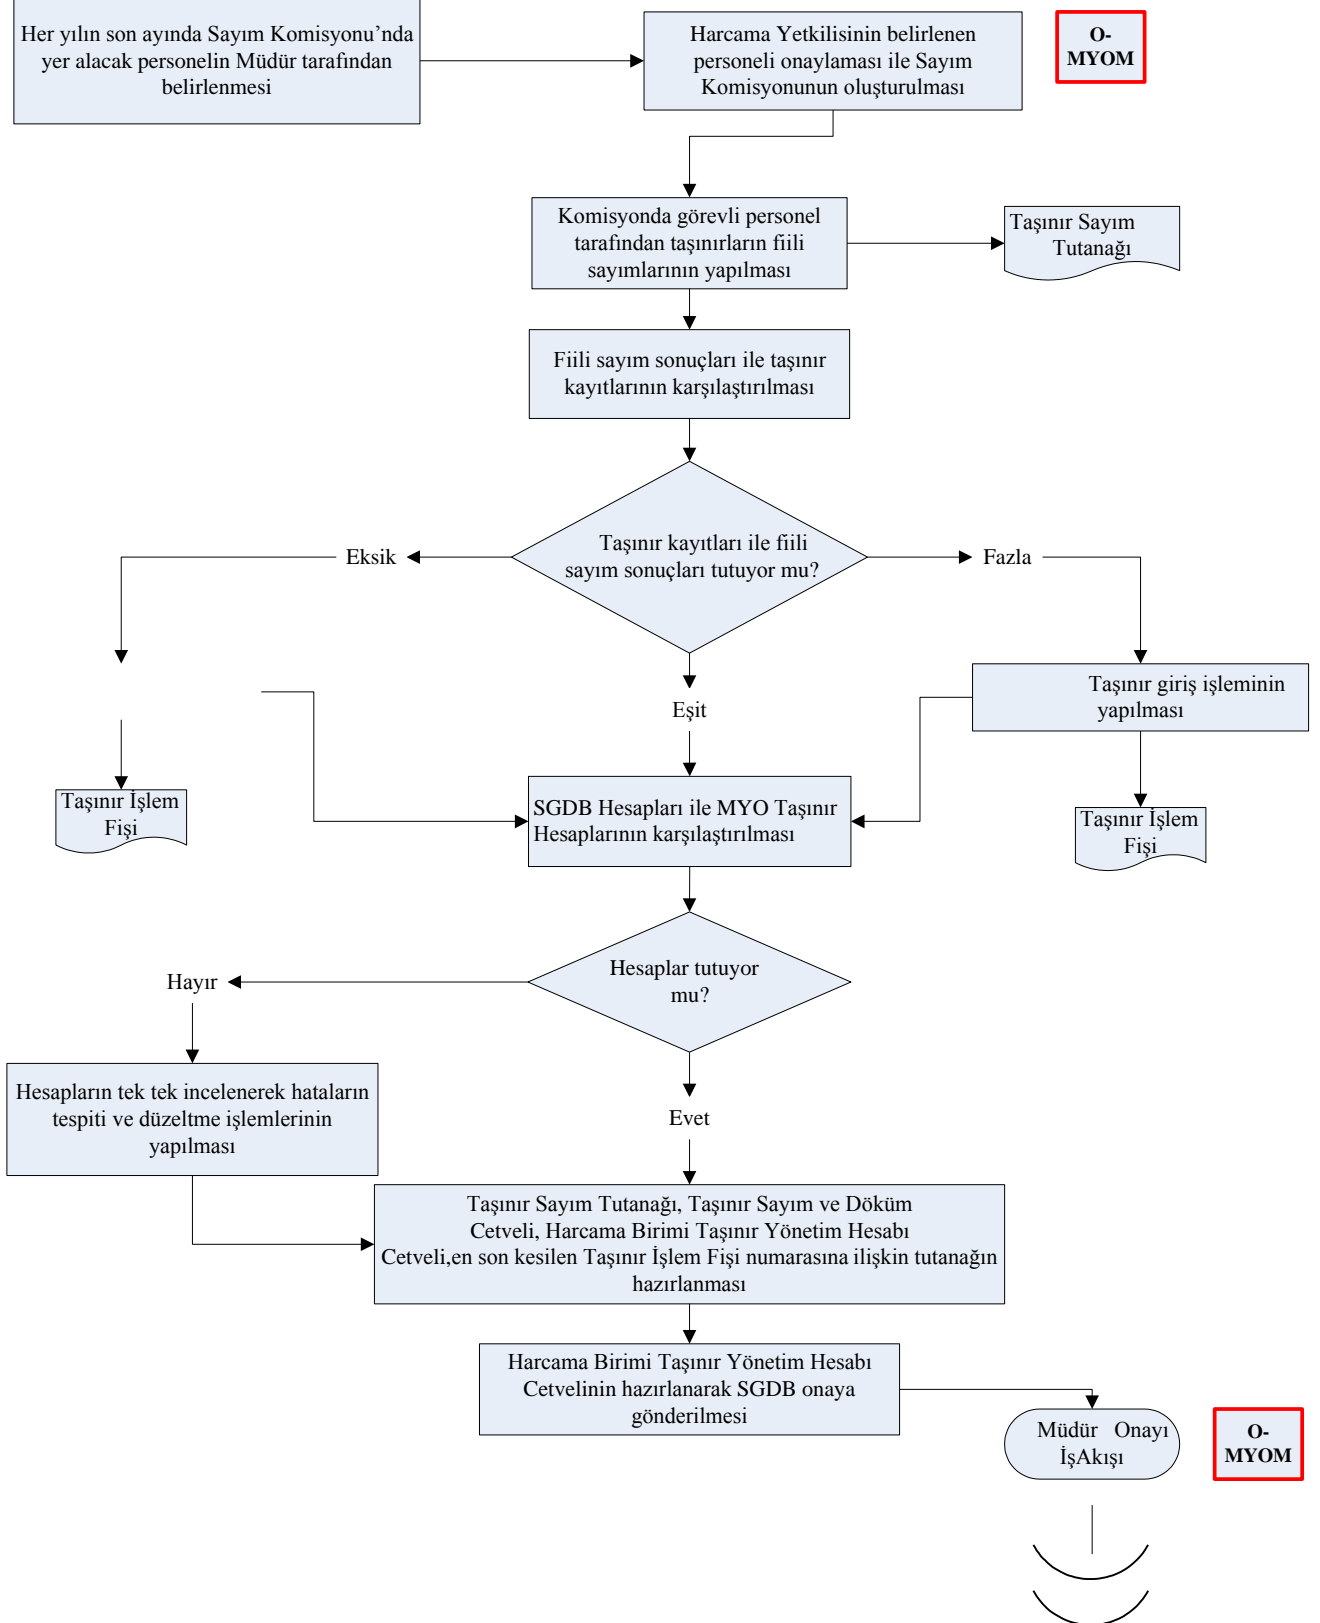 Her yılın son ayında Sayım Komisyonu’nda
yer alacak personelin Müdür tarafından
belirlenmesi
Harcama Yetkilisinin belirlenen
personeli onaylaması ile Sayım
Komisyonunun oluşturulması
O-
MYOM
Komisyonda görevli personel
tarafından taşınırların fiili
sayımlarının yapılması
Taşınır Sayım
Tutanağı
Fiili sayım sonuçları ile taşınır
kayıtlarının karşılaştırılması
Taşınır kayıtları ile fiili
sayım sonuçları tutuyor mu?
Eksik
Fazla
Eşit
Taşınır giriş işleminin
yapılması
Taşınır İşlem
Fişi
SGDB Hesapları ile MYO Taşınır
Hesaplarının karşılaştırılması
Taşınır İşlem
Fişi
Hesaplar tutuyor
mu?
Hayır
Hesapların tek tek incelenerek hataların
tespiti ve düzeltme işlemlerinin
yapılması
Evet
Taşınır Sayım Tutanağı, Taşınır Sayım ve Döküm
Cetveli, Harcama Birimi Taşınır Yönetim Hesabı
Cetveli,en son kesilen Taşınır İşlem Fişi numarasına ilişkin tutanağın
hazırlanması
Harcama Birimi Taşınır Yönetim Hesabı
Cetvelinin hazırlanarak SGDB onaya
gönderilmesi
Müdür Onayı
İşAkışı
O-
MYOM